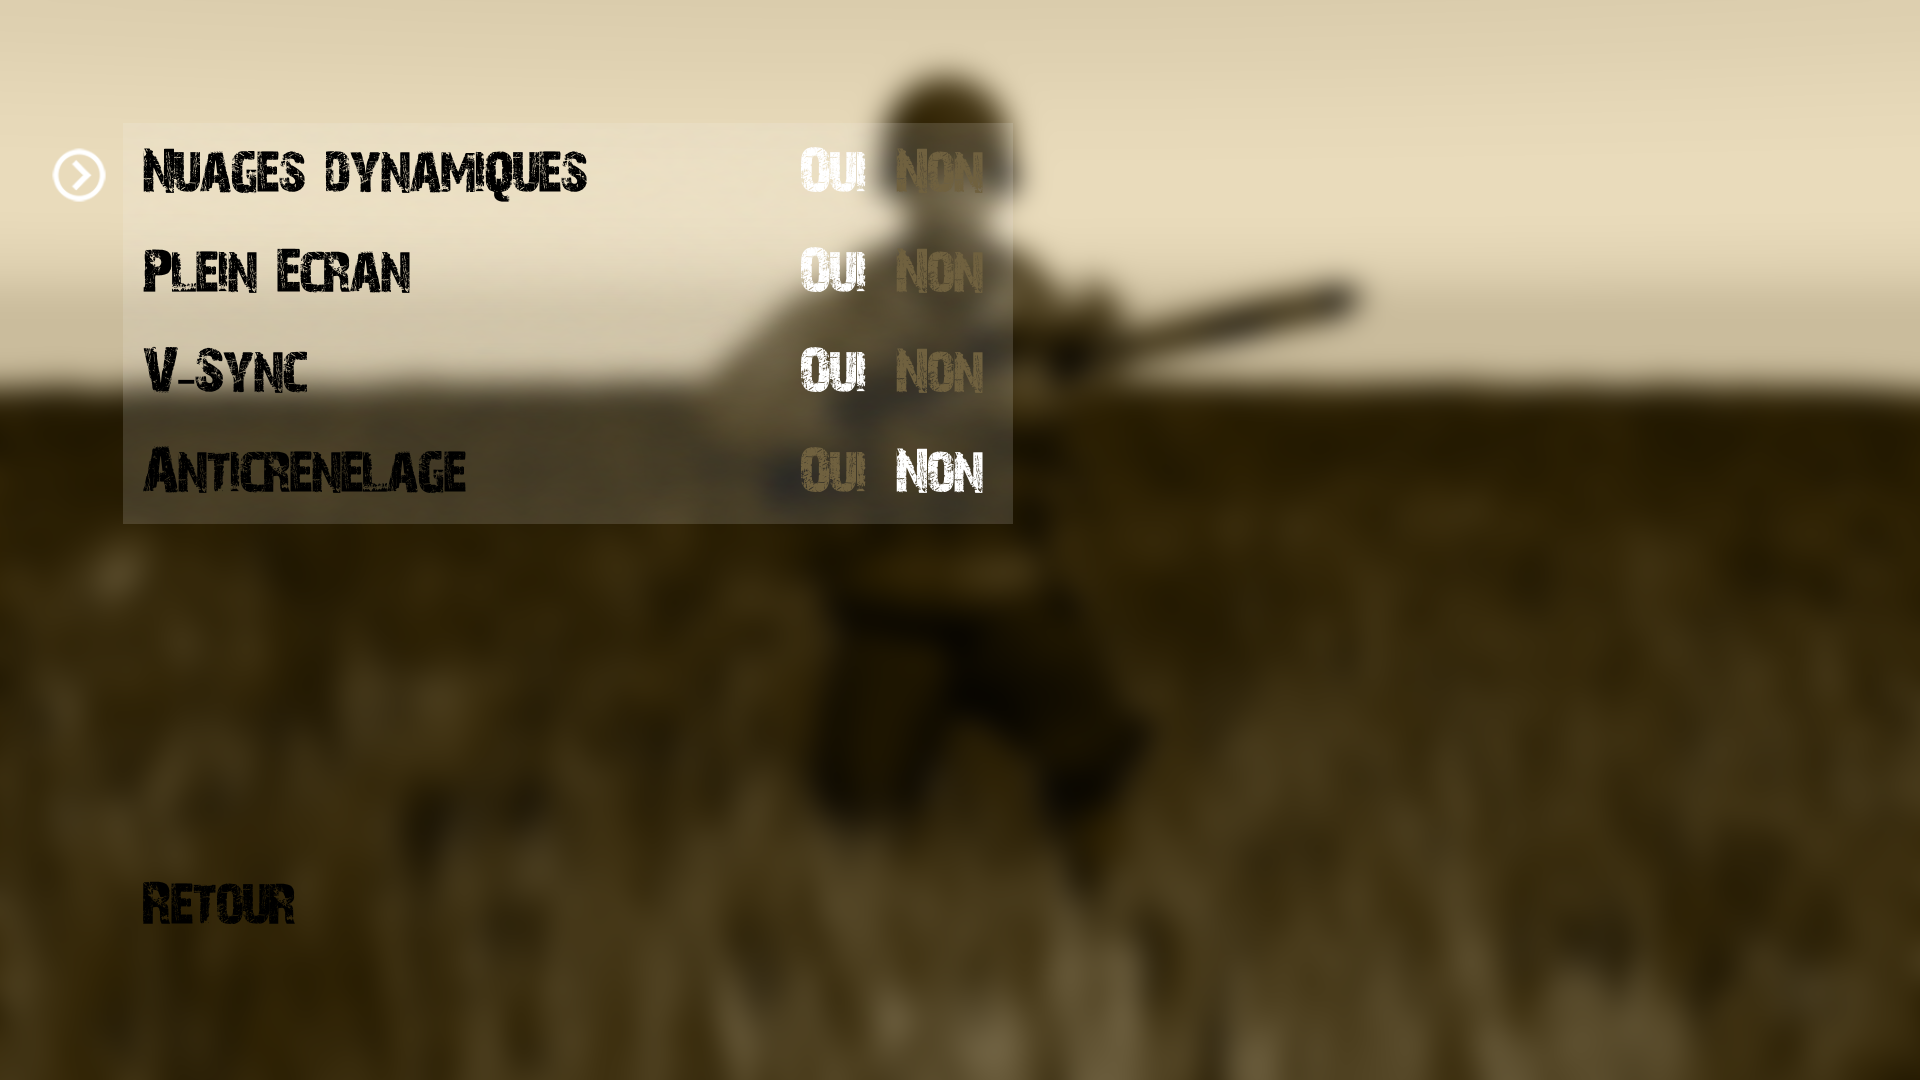 Nuages dynamiques Oui Non
Plein Ecran Oui Non
V-Sync Oui Non
Anticrenelage Oui Non
Retour